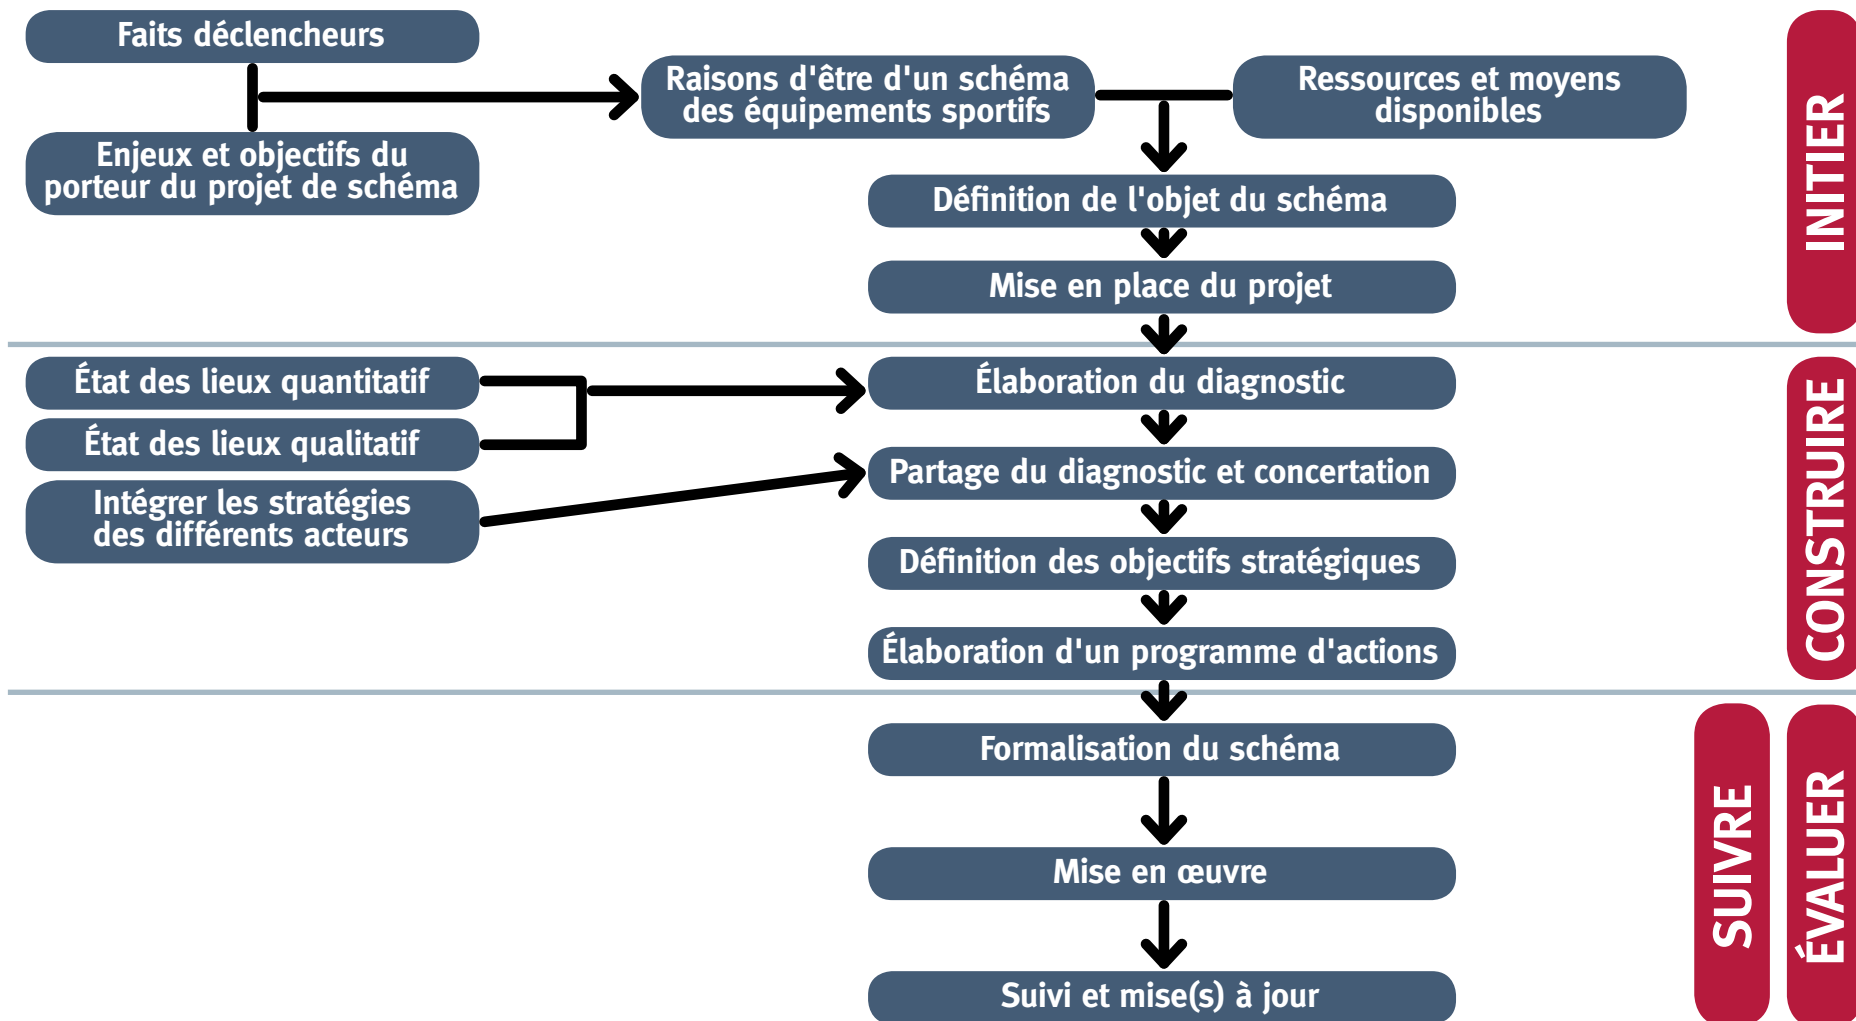 Faits déclencheurs
Enjeux et objectifs du
porteur du projet de schéma
Raisons d'être d'un schéma
des équipements sportifs
Ressources et moyens
disponibles
Définition de l'objet du schéma
Mise en place du projet
INITIER
État des lieux quantitatif
État des lieux qualitatif
Intégrer les stratégies
des différents acteurs
Élaboration du diagnostic
Partage du diagnostic et concertation
Définition des objectifs stratégiques
Élaboration d'un programme d'actions
CONSTRUIRE
Formalisation du schéma
Mise en œuvre
Suivi et mise(s) à jour
SUIVRE
ÉVALUER